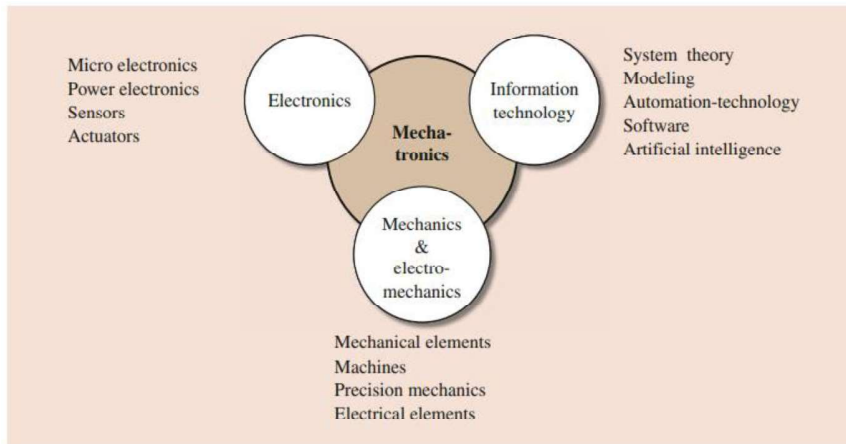 Micro electronics
Power electronics
Sensors
Actuators
Electronics
Mecha-
tronics
Information
technology
System theory
Modeling
Automation-technology
Software
Artificial intelligence
Mechanics
&
electro-
mechanics
Mechanical elements
Machines
Precision mechanics
Electrical elements